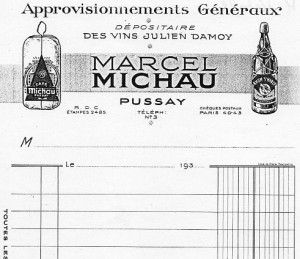 Approvisionnements Généraux
DÉPOSITAIRE
DES VINS JULIEN DAMOY
MARCEL
MICHAU
PUSSAY
R.D.C.
ÉTAMPES 2485
TÉLÉPH:
N°3
CHÈQUES POSTAUX
PARIS 40-43
Michau
M
Le 193
TOUTES LES